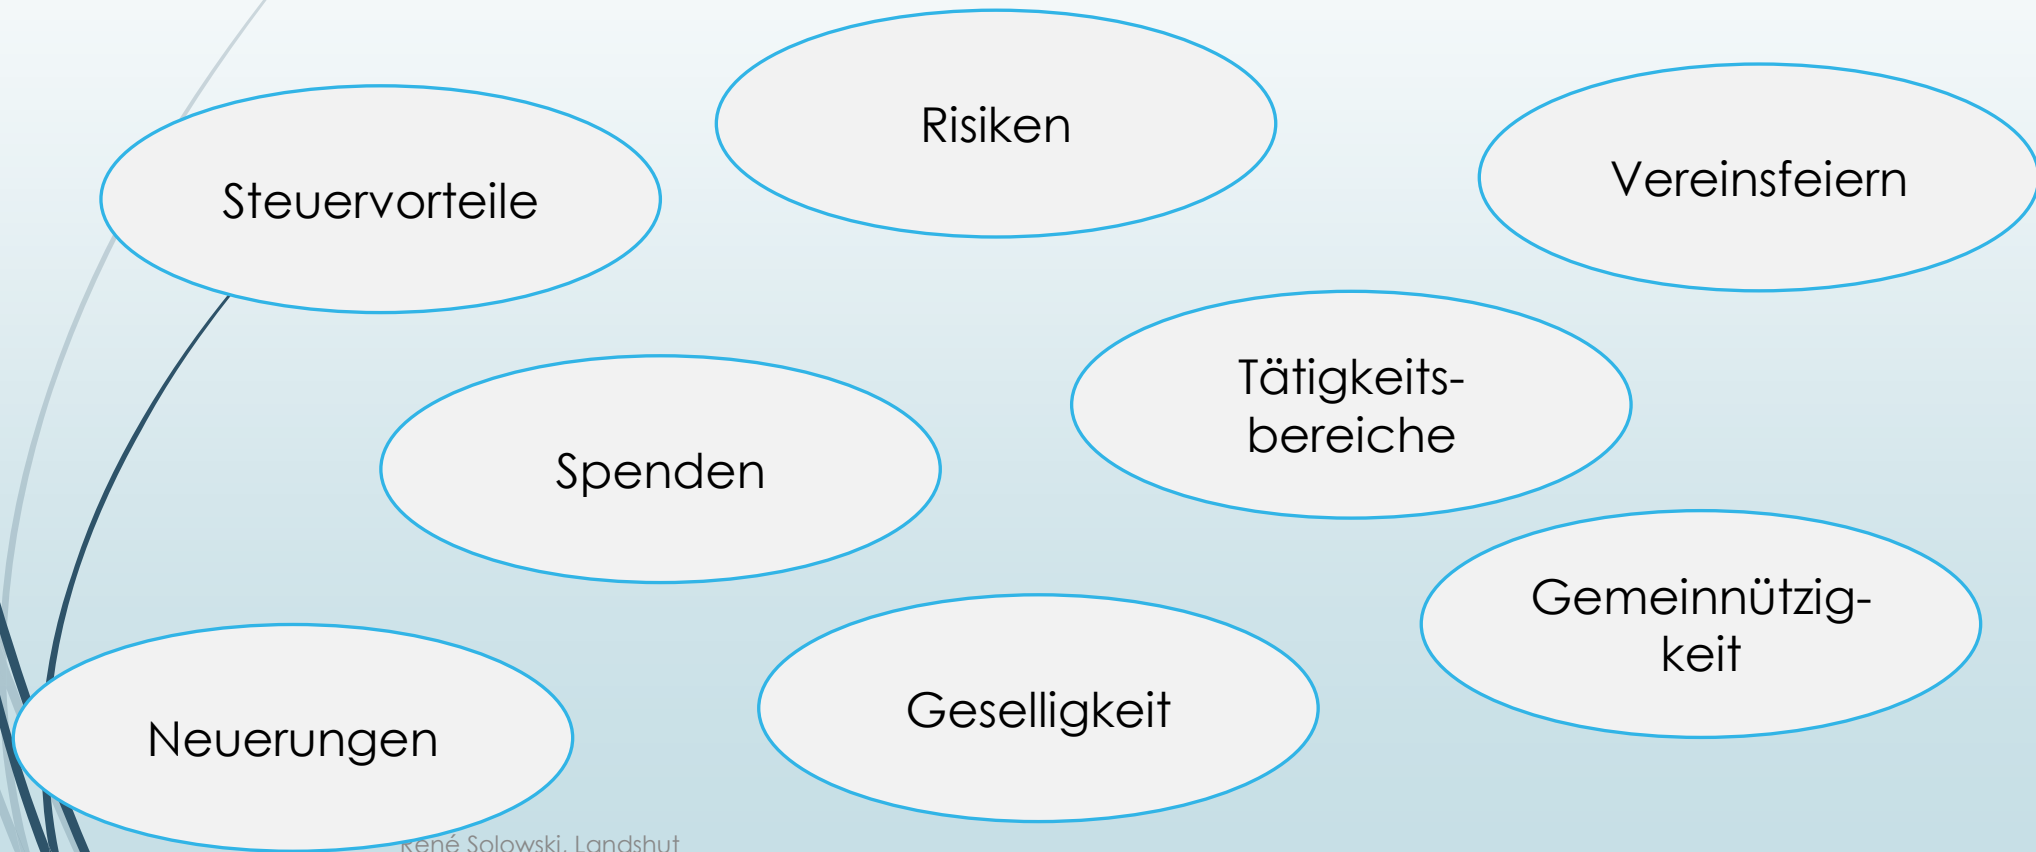 Risiken
Vereinsfeiern
Steuervorteile
Tätigkeits-
bereiche
Spenden
Gemeinnützig-
keit
Geselligkeit
Neuerungen
René Solowski, Landshut